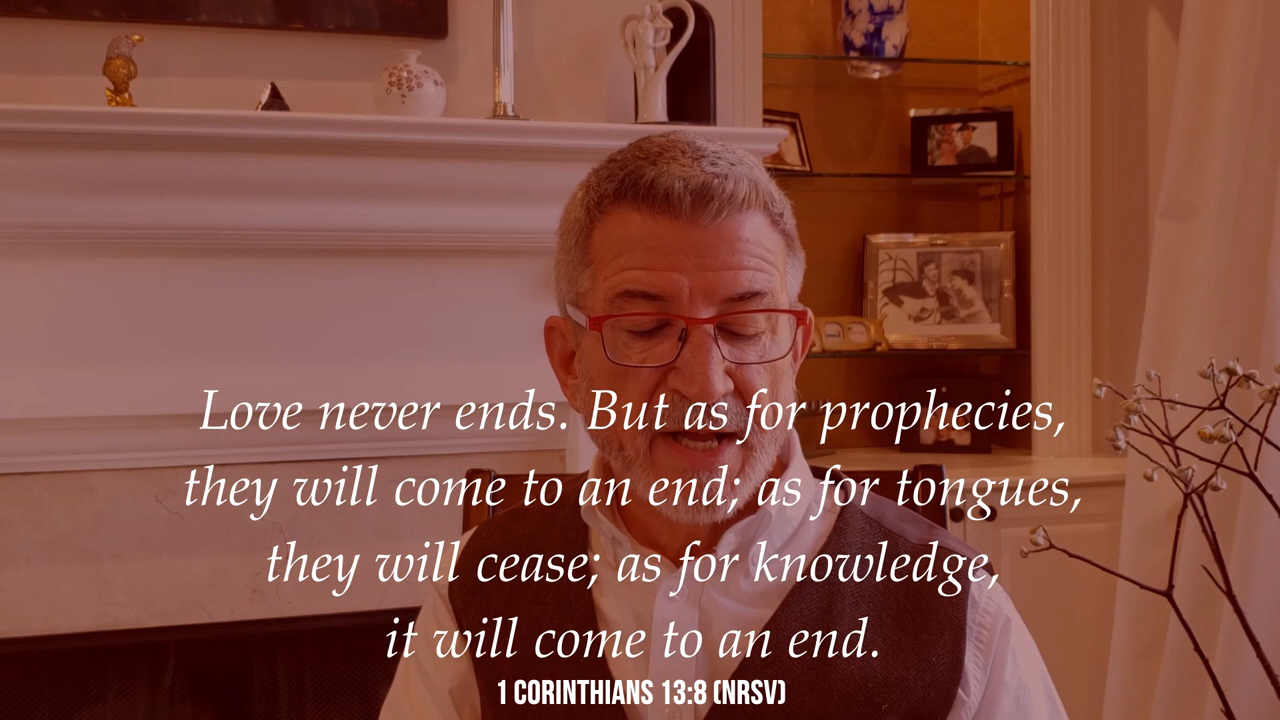 Love never ends. But as for prophecies,
they will come to an end; as for tongues,
they will cease; as for knowledge,
it will come to an end.
1 CORINTHIANS 13:8 (NRSV)